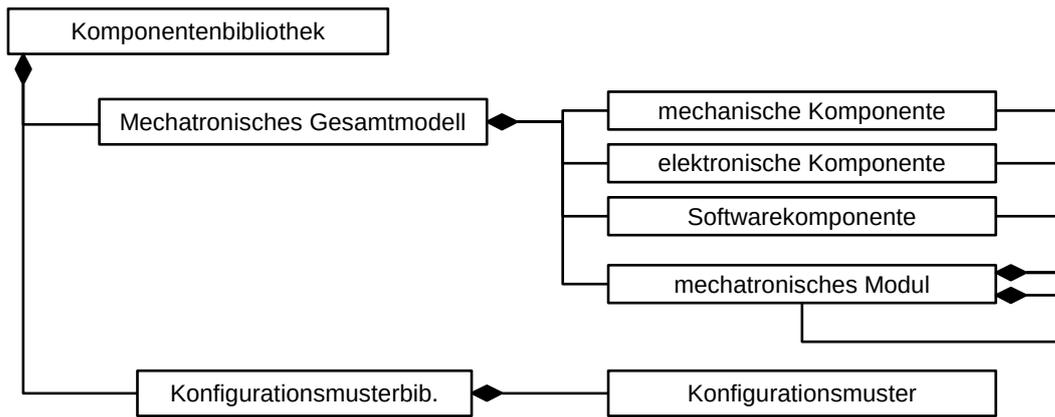 Komponentenbibliothek
Mechatronisches Gesamtmodell
mechanische Komponente
elektronische Komponente
Softwarekomponente
mechatronisches Modul
Konfigurationsmusterbib.
Konfigurationsmuster